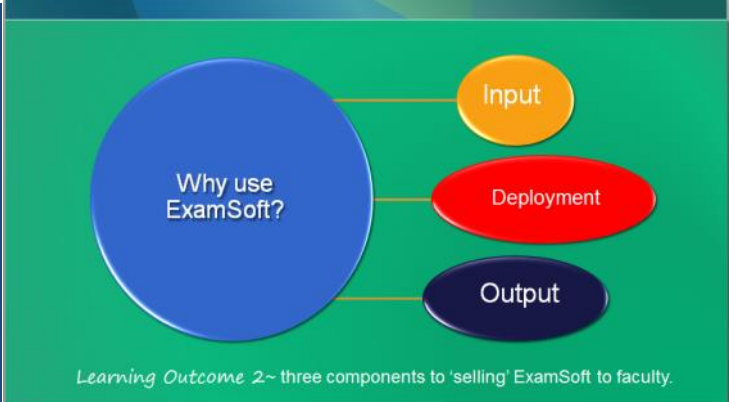 Why use
ExamSoft?
Input
Deployment
Output
Learning Outcome 2~ three components to 'selling' ExamSoft to faculty.